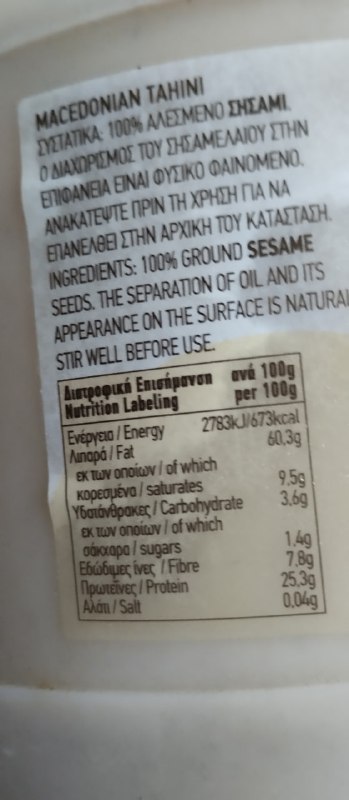 MACEDONIAN TAHINI
ΣΥΣΤΑΤΙΚΑ: 100% ΑΛΕΣΜΕΝΟ ΣΗΣΑΜΙ.
Ο ΔΙΑΧΩΡΙΣΜΟΣ ΤΟΥ ΣΗΣΑΜΕΛΑΙΟΥ ΣΤΗΝ
ΕΠΙΦΑΝΕΙΑ ΕΙΝΑΙ ΦΥΣΙΚΟ ΦΑΙΝΟΜΕΝΟ.
ΑΝΑΚΑΤΕΨΤΕ ΠΡΙΝ ΤΗ ΧΡΗΣΗ ΓΙΑ ΝΑ
ΕΠΑΝΕΛΘΕΙ ΣΤΗΝ ΑΡΧΙΚΗ ΤΟΥ ΚΑΤΑΣΤΑΣΗ.
INGREDIENTS: 100% GROUND SESAME
SEEDS. THE SEPARATION OF OIL AND ITS
APPEARANCE ON THE SURFACE IS NATURAL
STIR WELL BEFORE USE.
Διατροφική Επισήμανση ανά 100g
Nutrition Labeling per 100g
Ενέργεια / Energy 2783kJ/673kcal
Λιπαρά / Fat 60,3g
εκ των οποίων / of which
κορεσμένα / saturates 9,5g
Υδατάνθρακες / Carbohydrate 3,6g
εκ των οποίων / of which
σάκχαρα / sugars 1,4g
Εδώδιμες ίνες / Fibre 7,8g
Πρωτεΐνες / Protein 25,3g
Αλάτι / Salt 0,04g